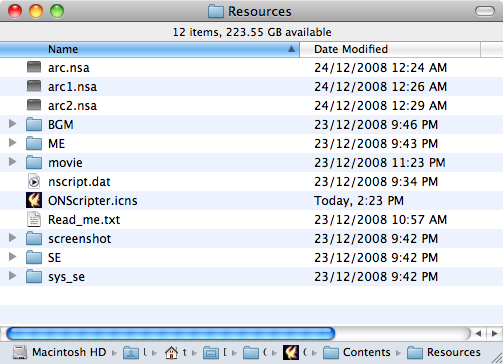 Resources
12 items, 223.55 GB available
Name Date Modified
arc.nsa 24/12/2008 12:24 AM
arc1.nsa 24/12/2008 12:26 AM
arc2.nsa 24/12/2008 12:29 AM
BGM 23/12/2008 9:46 PM
ME 23/12/2008 9:43 PM
movie 23/12/2008 11:23 PM
nscript.dat 23/12/2008 9:34 PM
ONScripter.icns Today, 2:23 PM
Read_me.txt 23/12/2008 10:57 AM
screenshot 23/12/2008 9:42 PM
SE 23/12/2008 9:42 PM
sys_se 23/12/2008 9:42 PM
Macintosh HD t Contents Resources